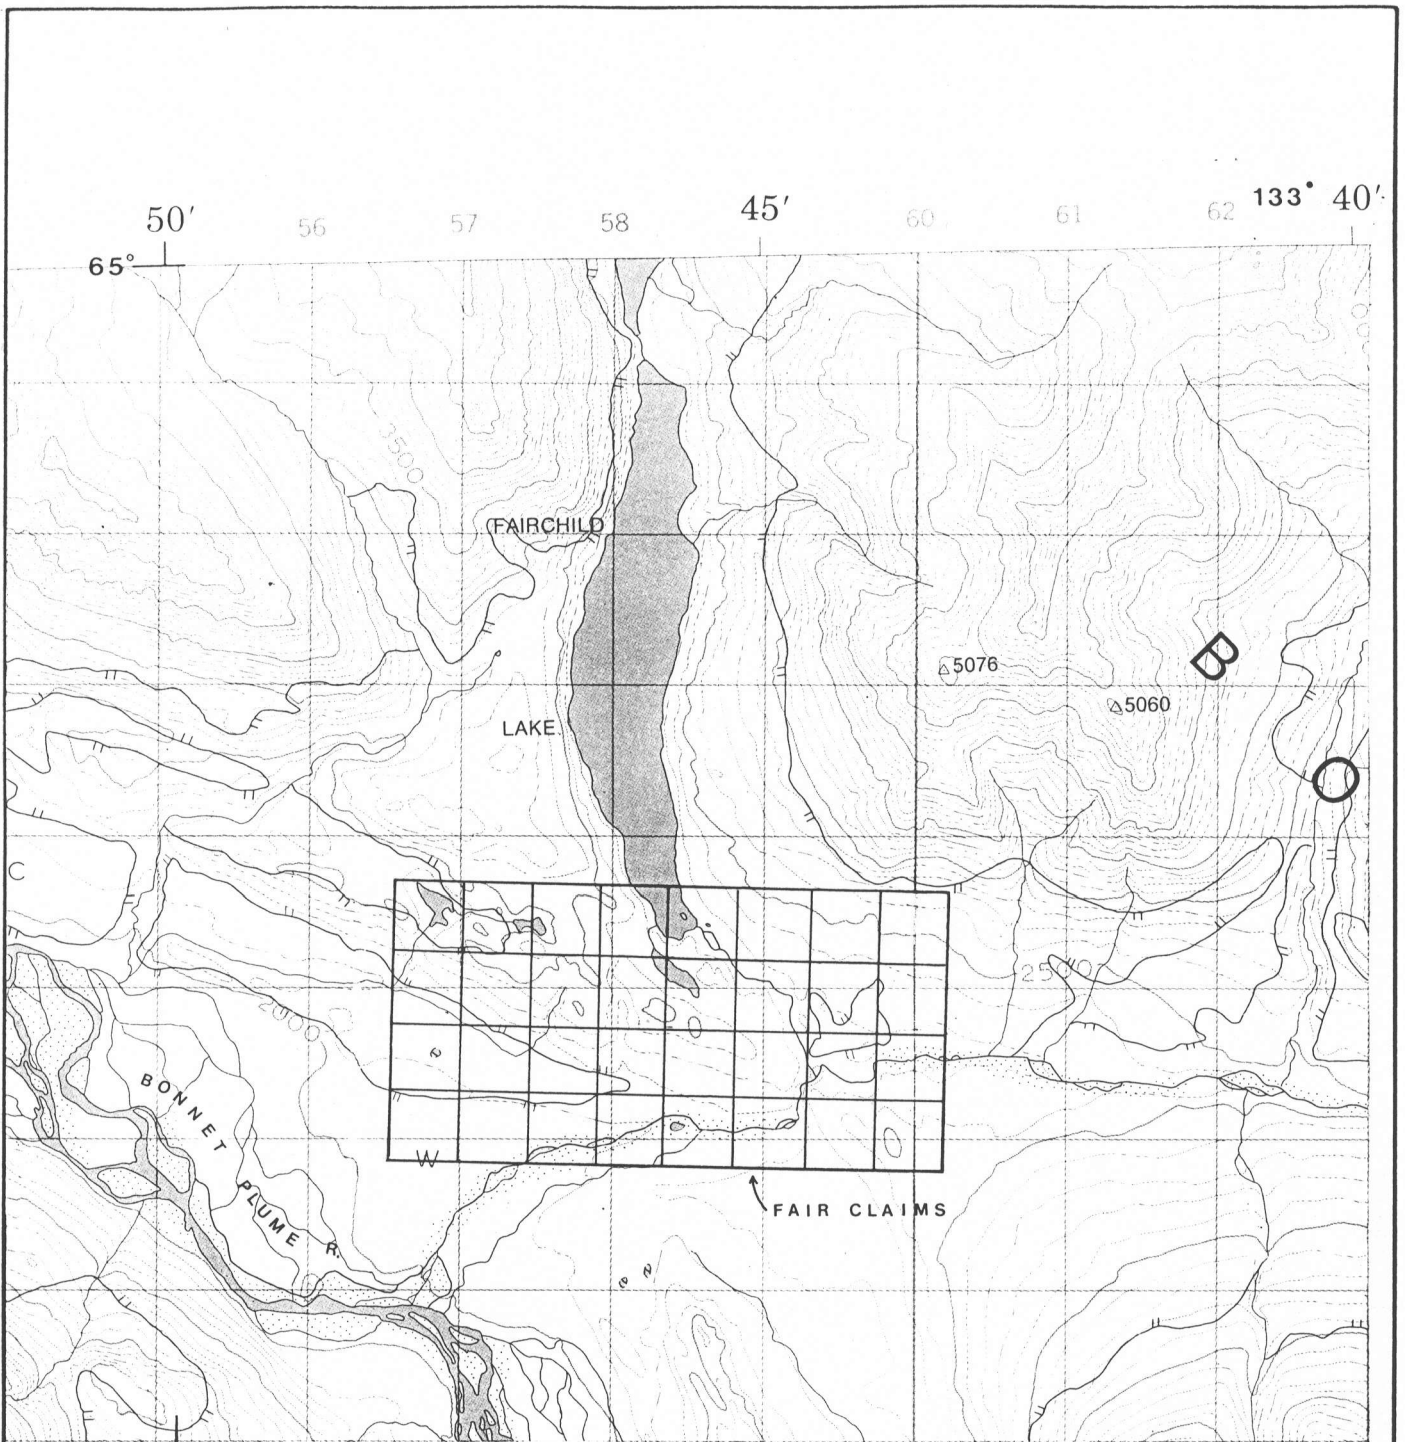 50' 56 57 58 45' 60 61 62 133° 40'
65°
3500
FAIRCHILD
B
5076
5060
LAKE
O
C
2500
2000
BONNET
PLUME R.
W
FAIR CLAIMS